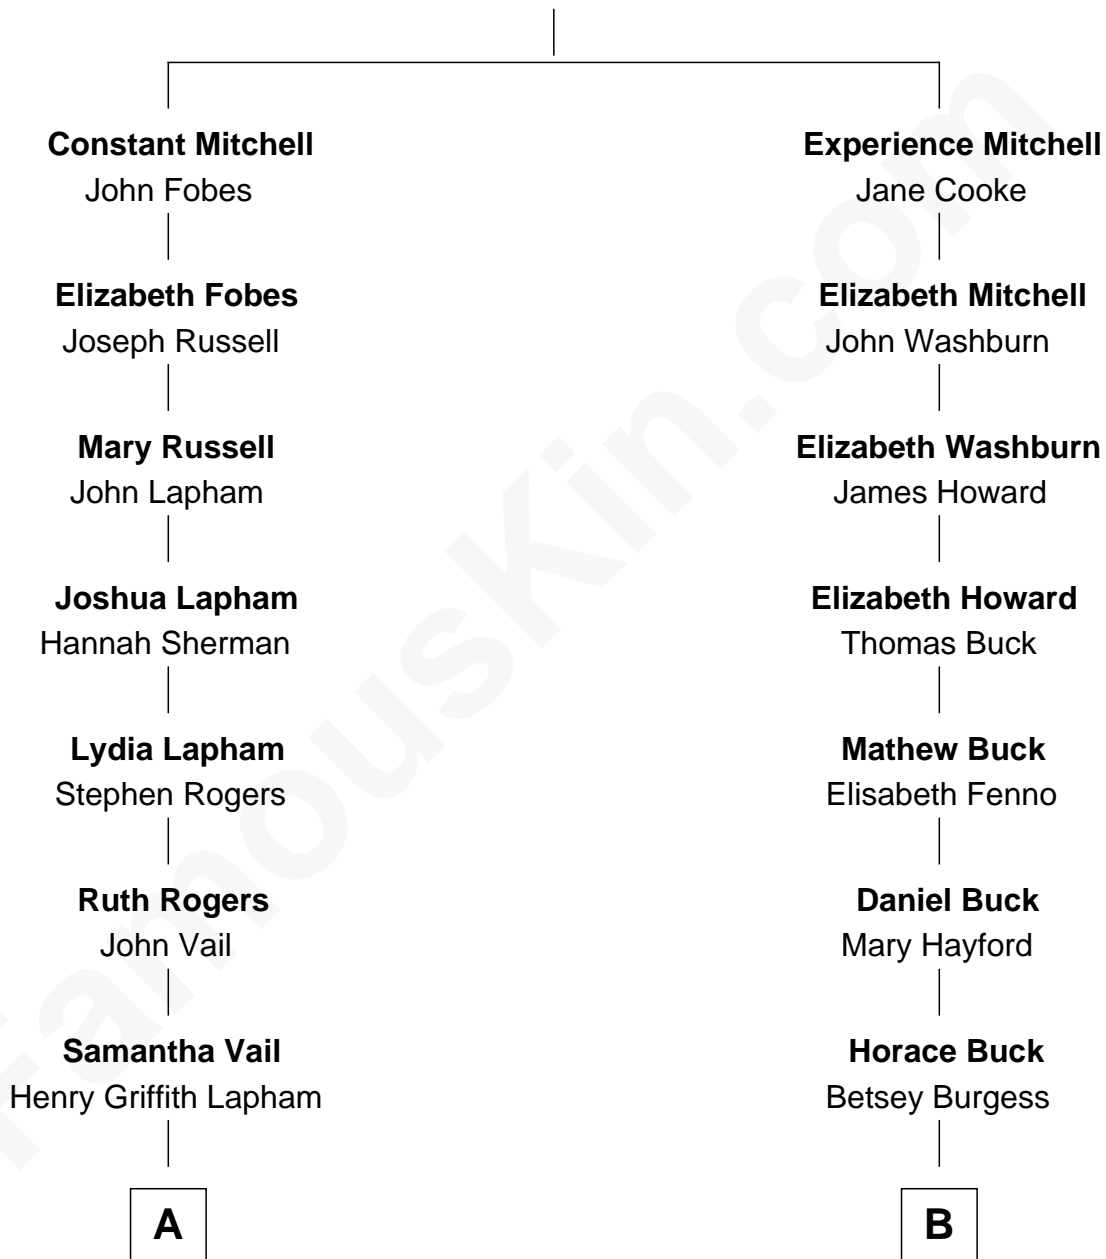 Constant Mitchell
John Fobes
Experience Mitchell
Jane Cooke
Elizabeth Fobes
Joseph Russell
Elizabeth Mitchell
John Washburn
Mary Russell
John Lapham
Elizabeth Washburn
James Howard
Joshua Lapham
Hannah Sherman
Elizabeth Howard
Thomas Buck
Lydia Lapham
Stephen Rogers
Mathew Buck
Elisabeth Fenno
Ruth Rogers
John Vail
Daniel Buck
Mary Hayford
Samantha Vail
Henry Griffith Lapham
Horace Buck
Betsey Burgess
A
B
FamousKin.com